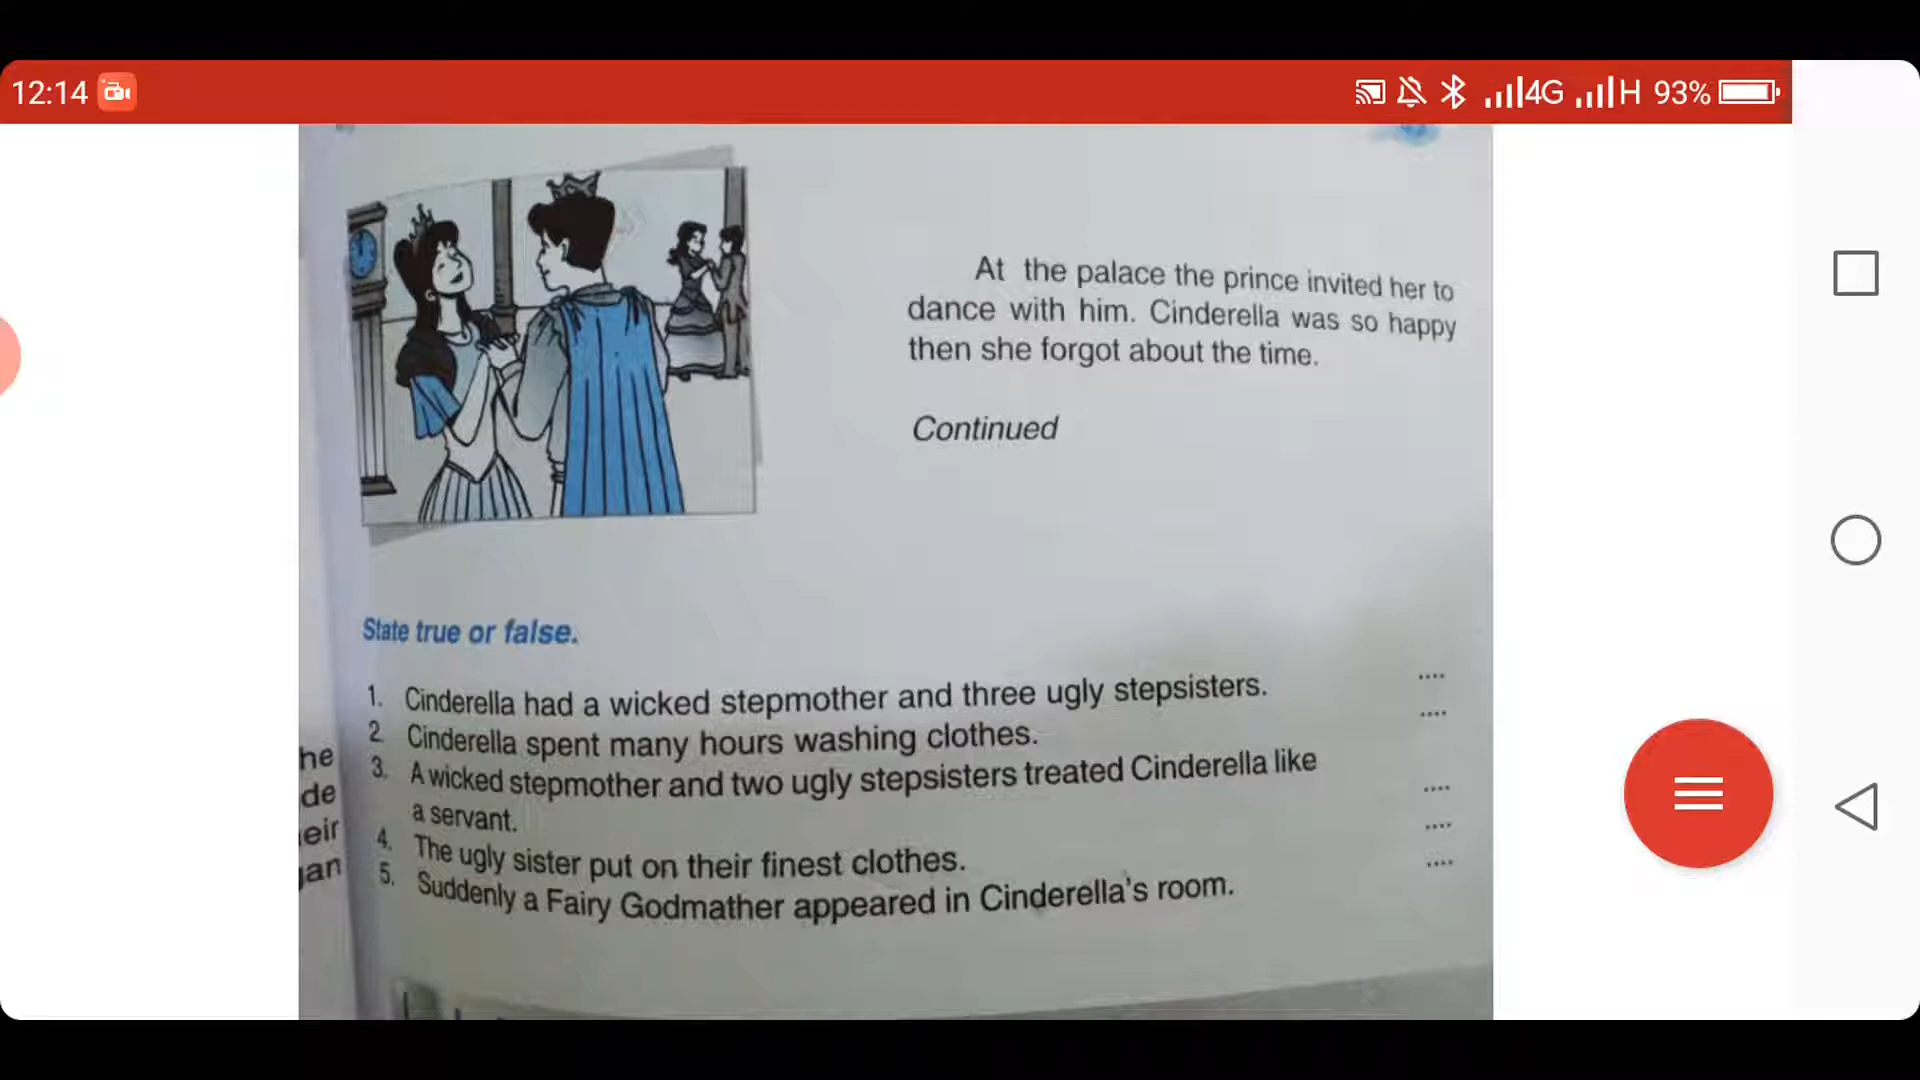 12:14
4G H 93%
At the palace the prince invited her to
dance with him. Cinderella was so happy
then she forgot about the time.
Continued
State true or false.
1. Cinderella had a wicked stepmother and three ugly stepsisters. ....
2. Cinderella spent many hours washing clothes. ....
3. A wicked stepmother and two ugly stepsisters treated Cinderella like
a servant. ....
4. The ugly sister put on their finest clothes. ....
5. Suddenly a Fairy Godmather appeared in Cinderella's room. ....
he
de
eir
an